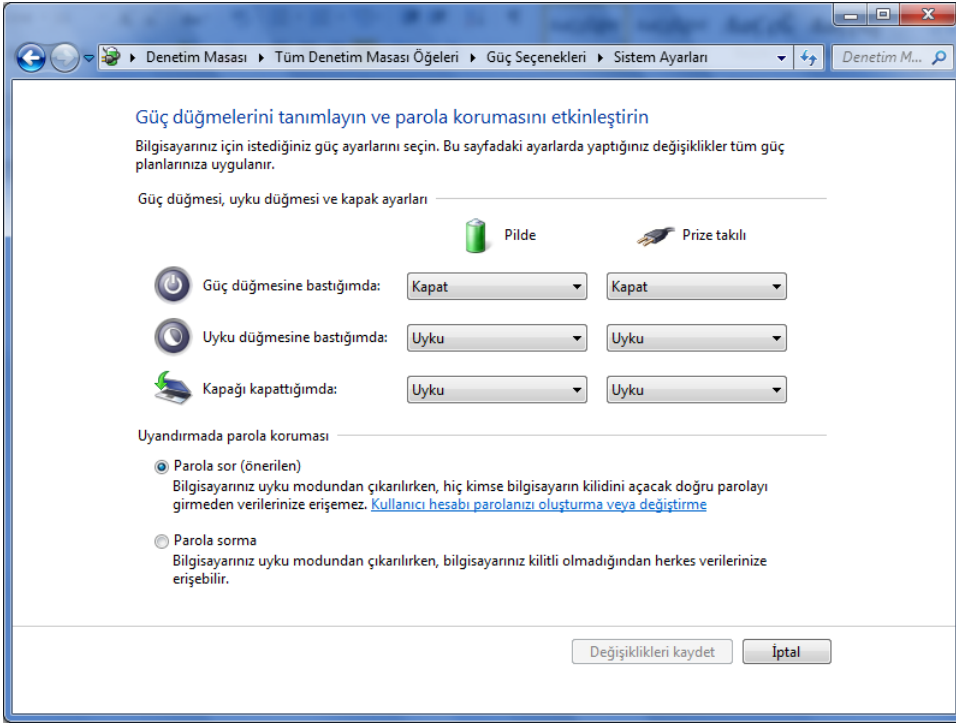 Denetim Masası Tüm Denetim Masası Öğeleri Güç Seçenekleri Sistem Ayarları Denetim M...
Güç düğmelerini tanımlayın ve parola korumasını etkinleştirin
Bilgisayarınız için istediğiniz güç ayarlarını seçin. Bu sayfadaki ayarlarda yaptığınız değişiklikler tüm güç
planlarınıza uygulanır.
Güç düğmesi, uyku düğmesi ve kapak ayarları
Pilde Prize takılı
Güç düğmesine bastığımda: Kapat Kapat
Uyku düğmesine bastığımda: Uyku Uyku
Kapağı kapattığımda: Uyku Uyku
Uyandırmada parola koruması
Parola sor (önerilen)
Bilgisayarınız uyku modundan çıkarılırken, hiç kimse bilgisayarın kilidini açacak doğru parolayı
girmeden verilerinize erişemez. Kullanıcı hesabı parolanızı oluşturma veya değiştirme
Parola sorma
Bilgisayarınız uyku modundan çıkarılırken, bilgisayarınız kilitli olmadığından herkes verilerinize
erişebilir.
Değişiklikleri kaydet İptal